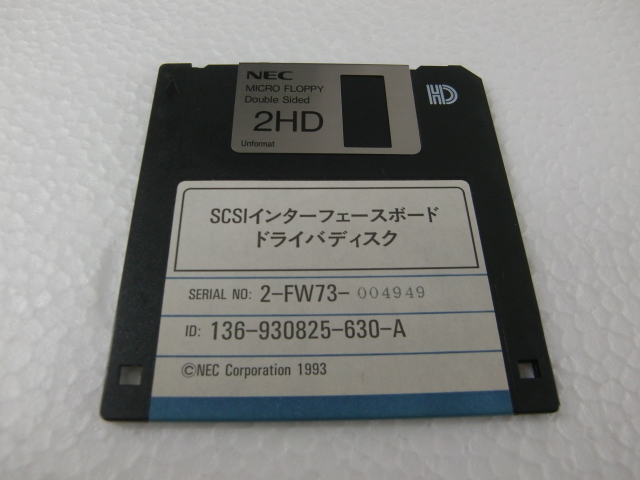 NEC
MICRO FLOPPY
Double Sided
2HD
Unformat
HD
SCSIインターフェースボード
ドライバディスク
SERIAL NO: 2-FW73- 004949
ID: 136-930825-630-A
©NEC Corporation 1993